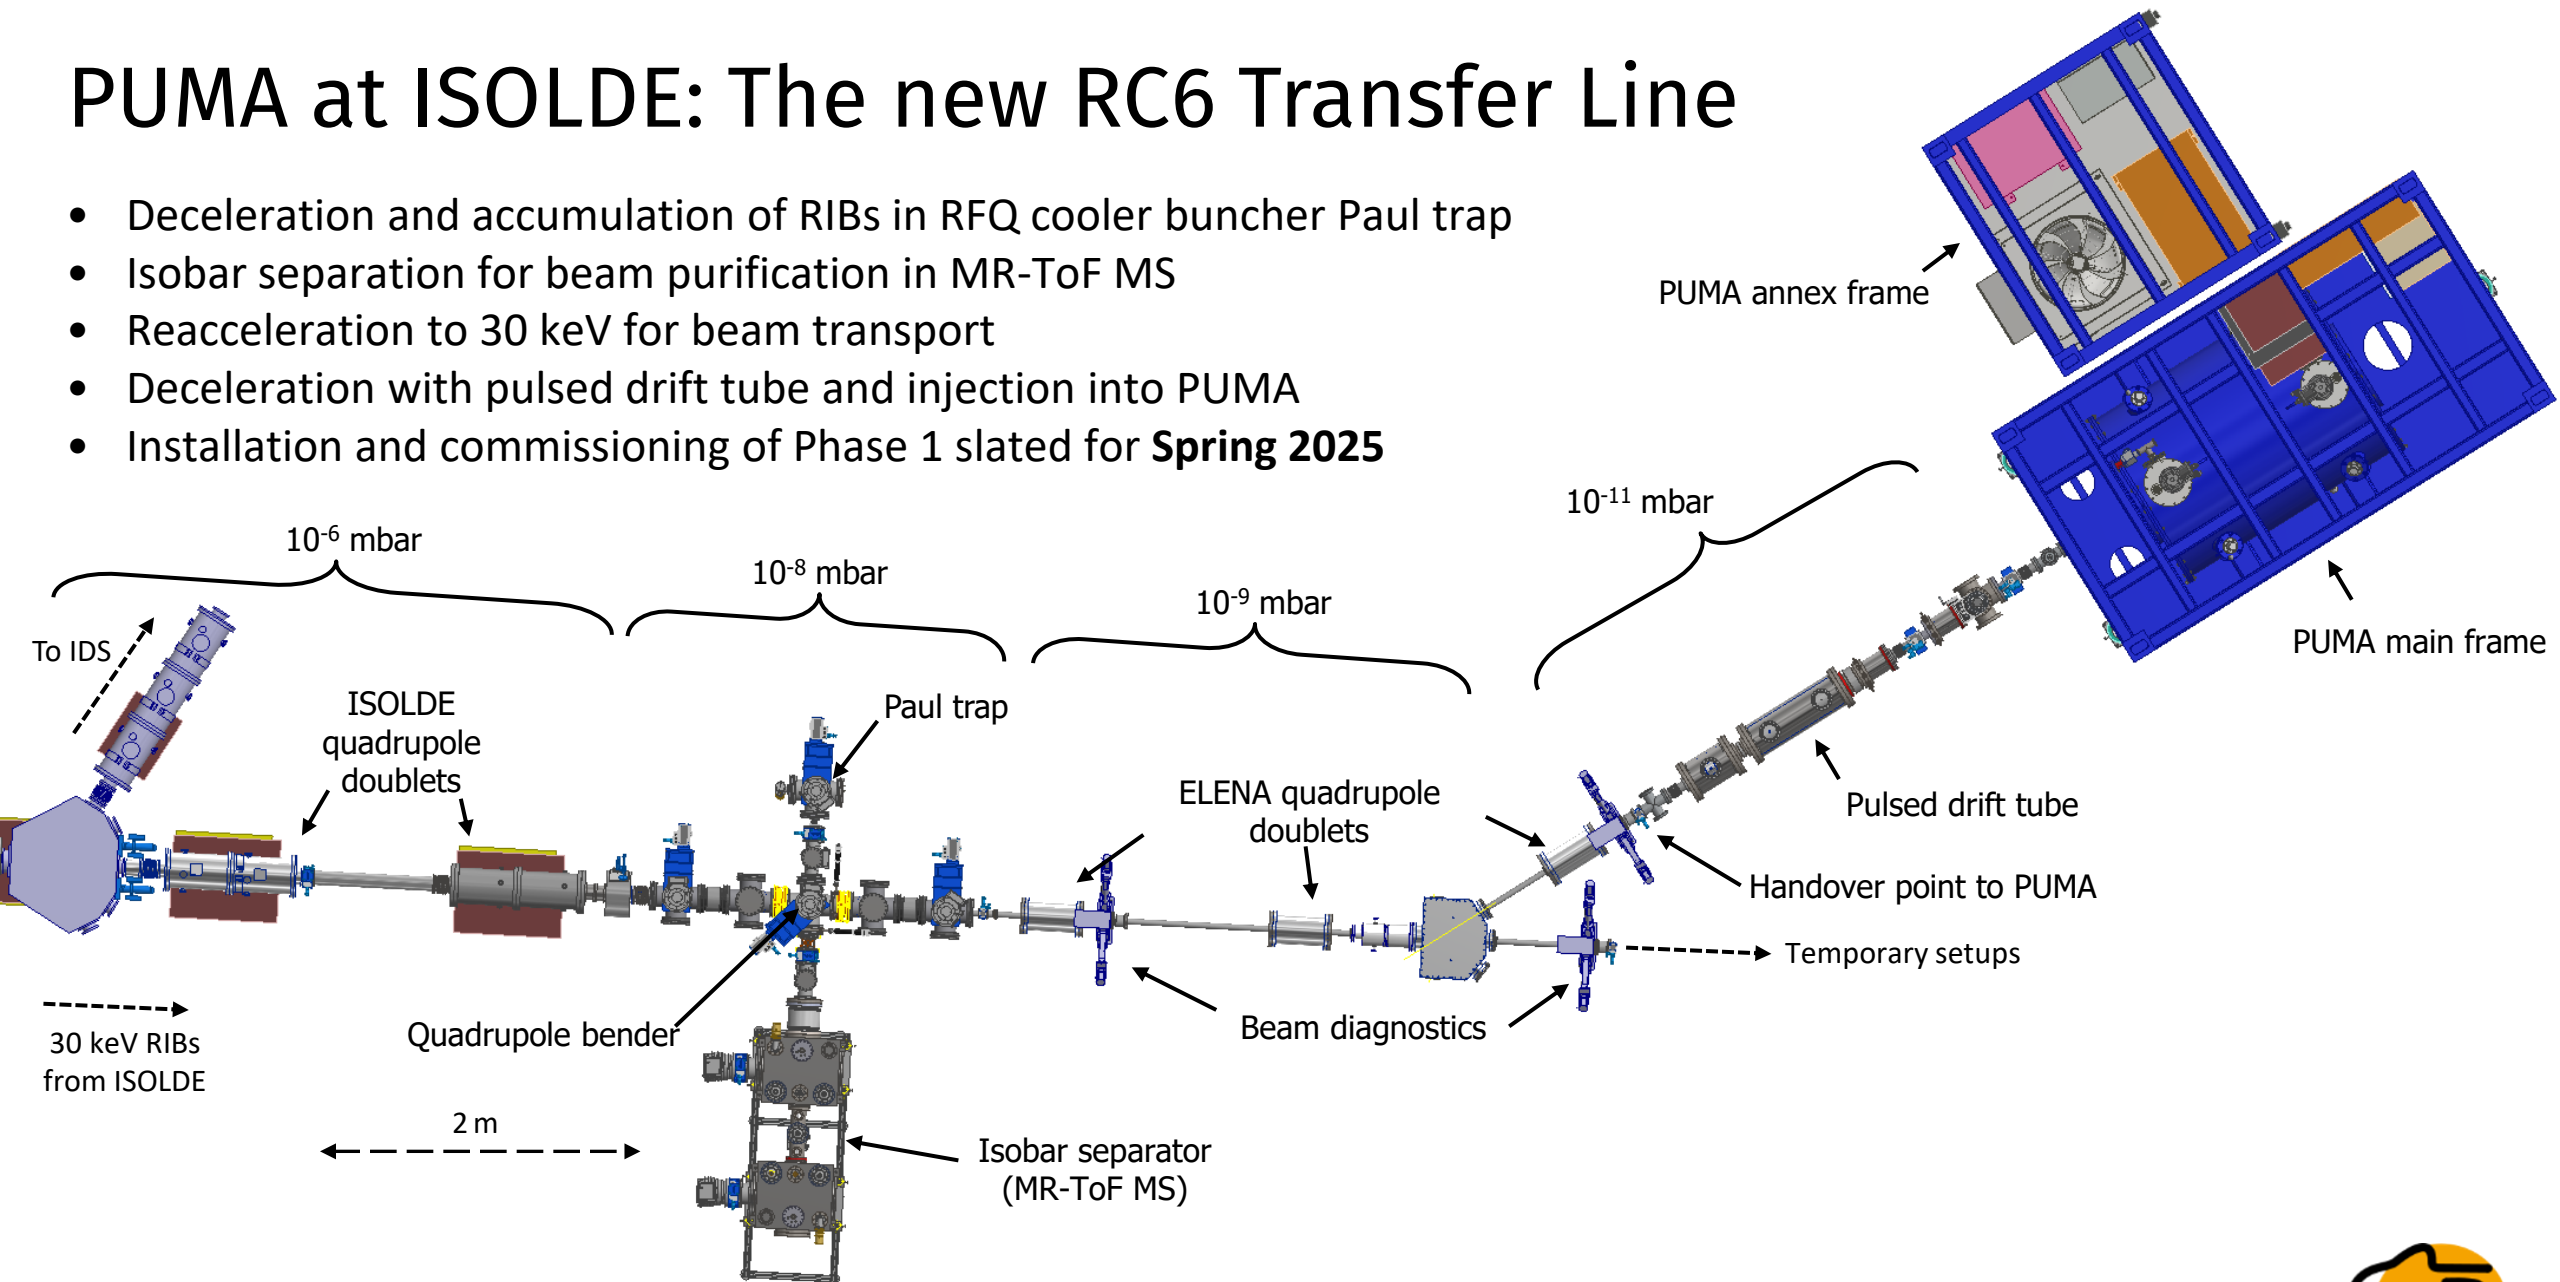 PUMA at ISOLDE: The new RC6 Transfer Line
• Deceleration and accumulation of RIBs in RFQ cooler buncher Paul trap
• Isobar separation for beam purification in MR-ToF MS
• Reacceleration to 30 keV for beam transport
• Deceleration with pulsed drift tube and injection into PUMA
• Installation and commissioning of Phase 1 slated for Spring 2025
PUMA annex frame
10⁻¹¹ mbar
10⁻⁶ mbar
10⁻⁸ mbar
10⁻⁹ mbar
PUMA main frame
To IDS
ISOLDE
quadrupole
doublets
Paul trap
ELENA quadrupole
doublets
Pulsed drift tube
Handover point to PUMA
Temporary setups
Quadrupole bender
Beam diagnostics
30 keV RIBs
from ISOLDE
2 m
Isobar separator
(MR-ToF MS)